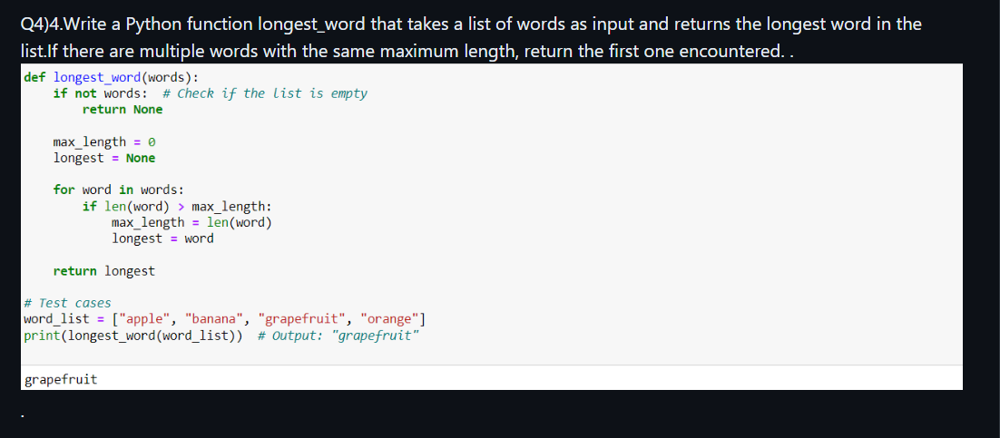 Q4)4.Write a Python function longest_word that takes a list of words as input and returns the longest word in the
list.If there are multiple words with the same maximum length, return the first one encountered. .
def longest_word(words):
    if not words:  # Check if the list is empty
        return None

    max_length = 0
    longest = None

    for word in words:
        if len(word) > max_length:
            max_length = len(word)
            longest = word

    return longest

# Test cases
word_list = ["apple", "banana", "grapefruit", "orange"]
print(longest_word(word_list))  # Output: "grapefruit"
grapefruit
.